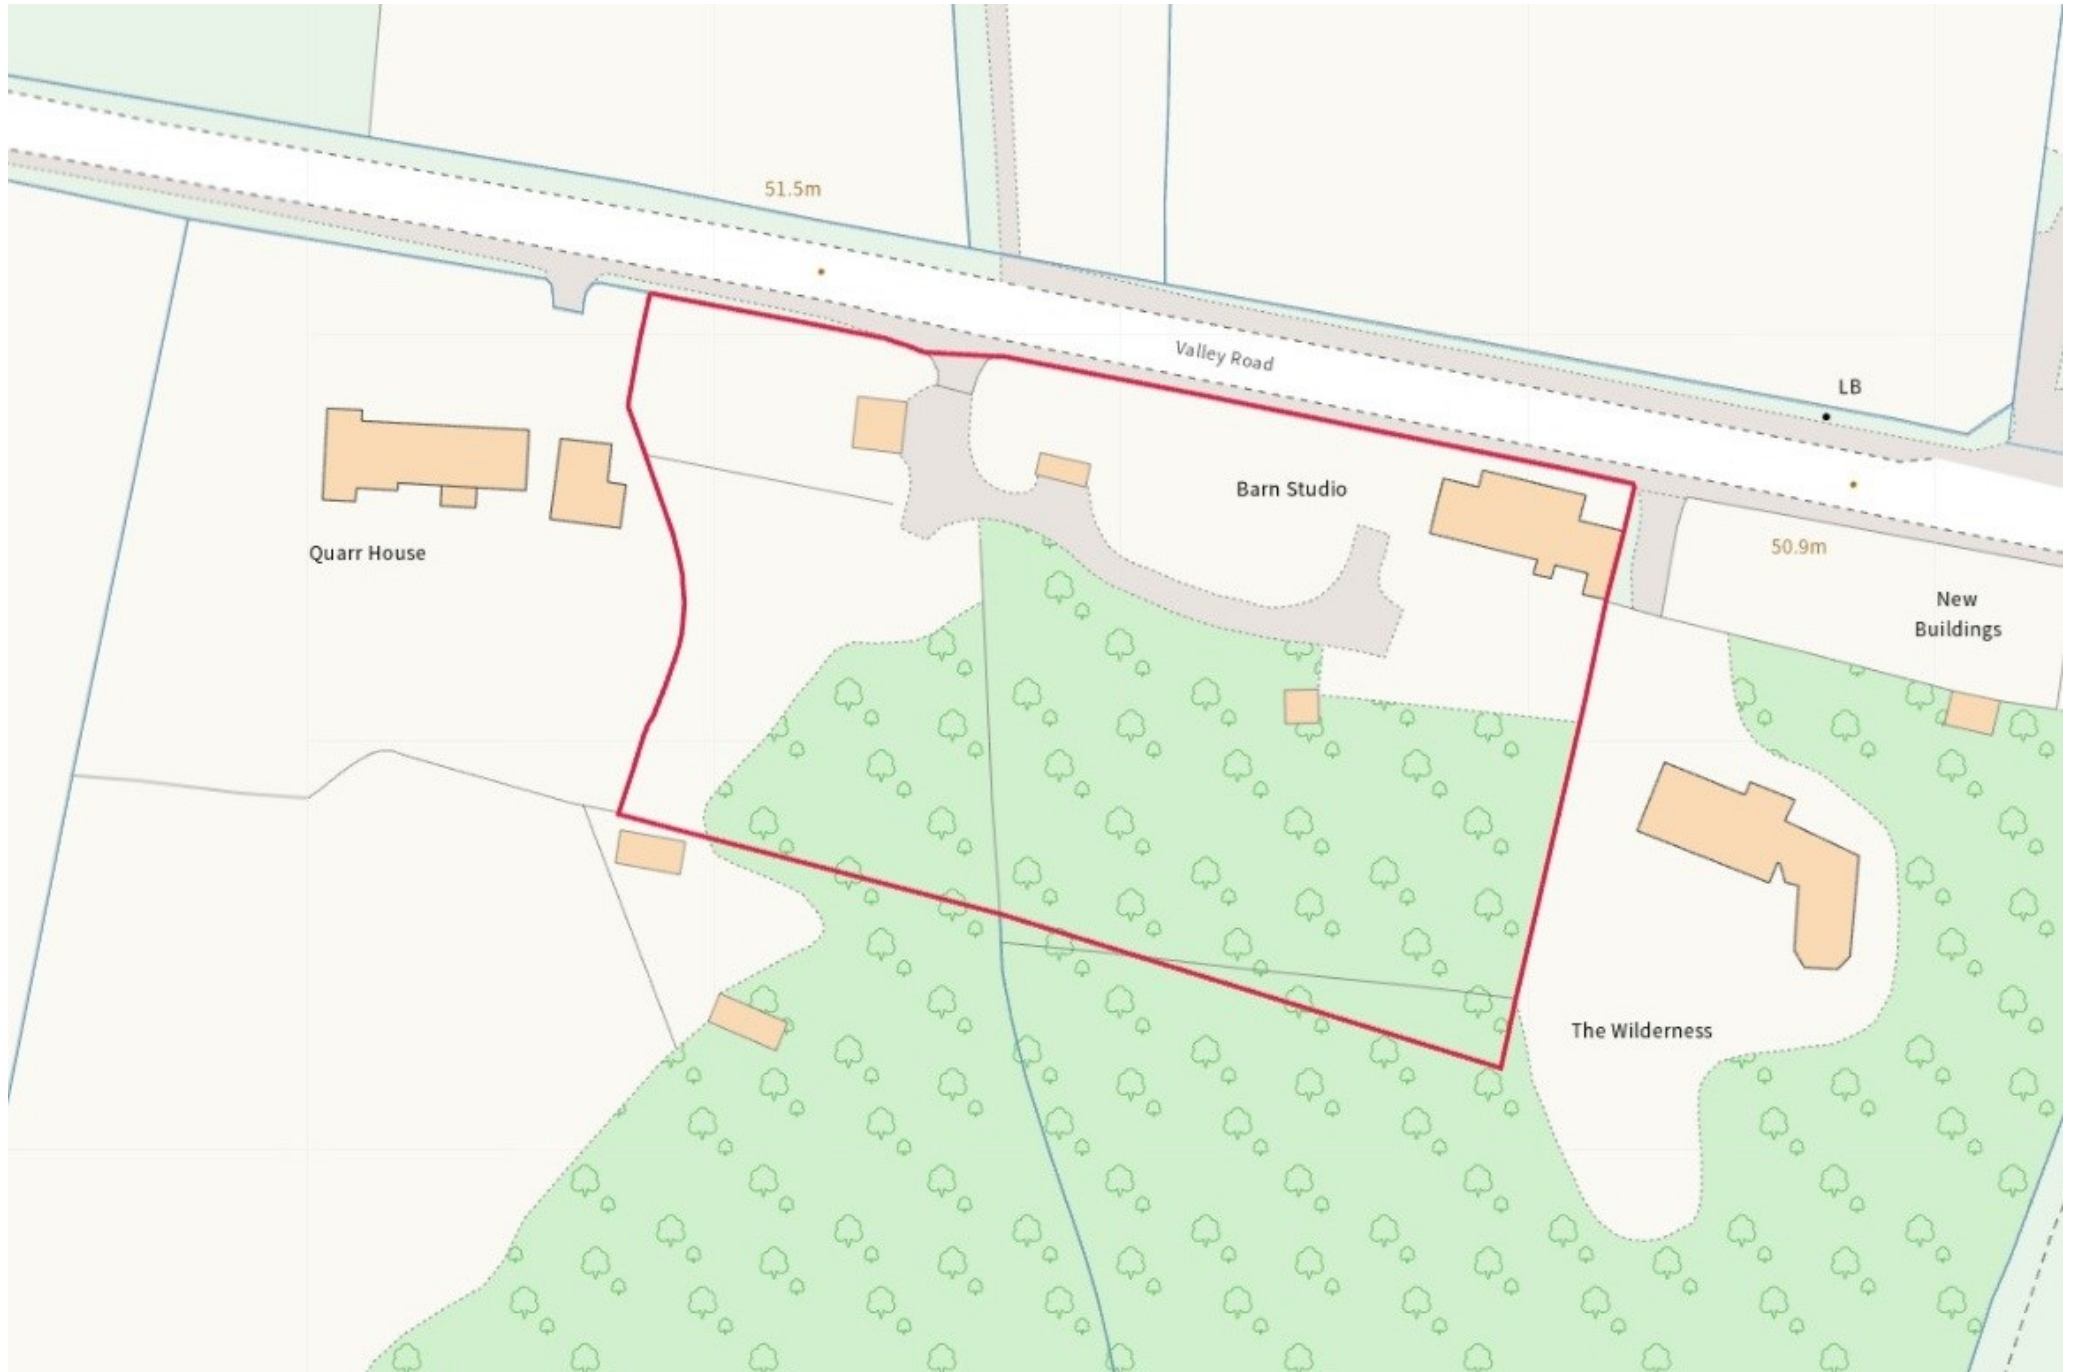 51.5m
Valley Road
LB
Barn Studio
50.9m
Quarr House
New
Buildings
The Wilderness